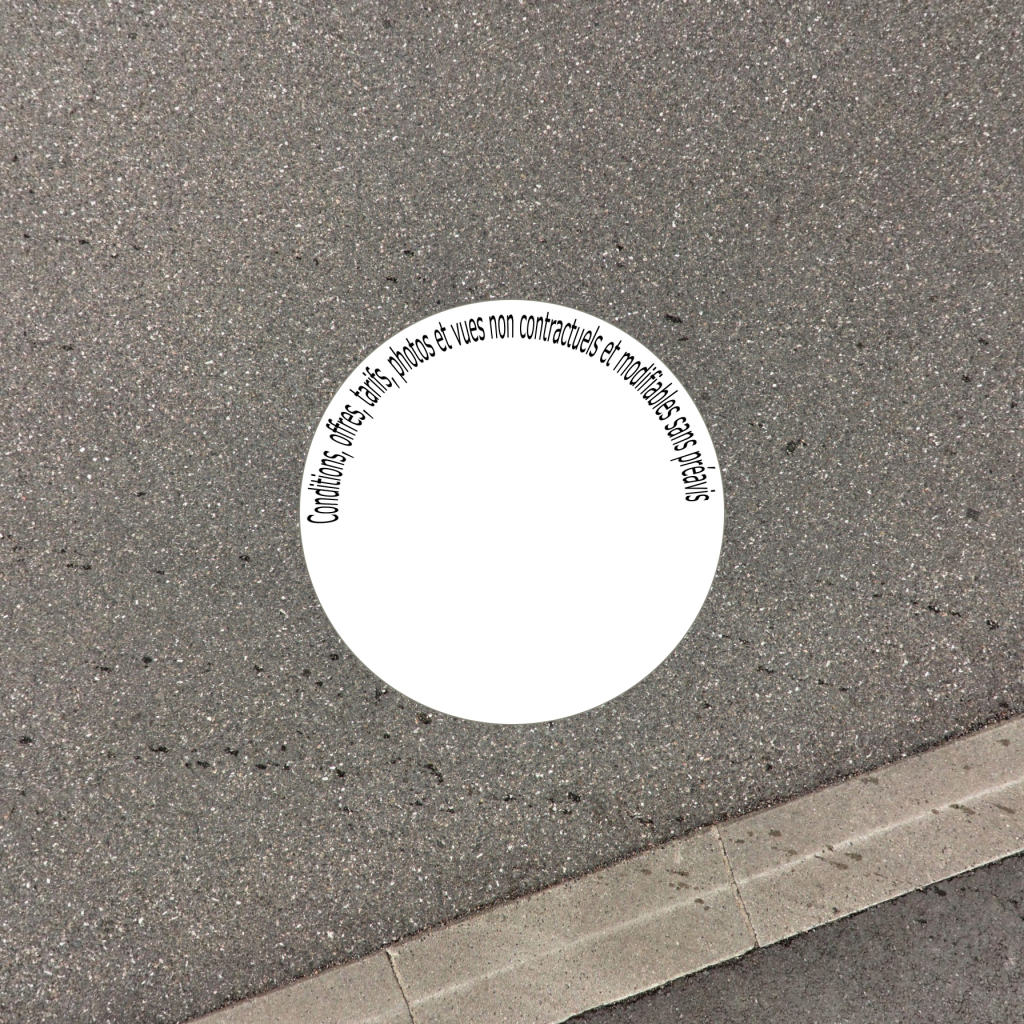 Conditions, offres, tarifs, photos et vues non contractuels et modifiables sans préavis